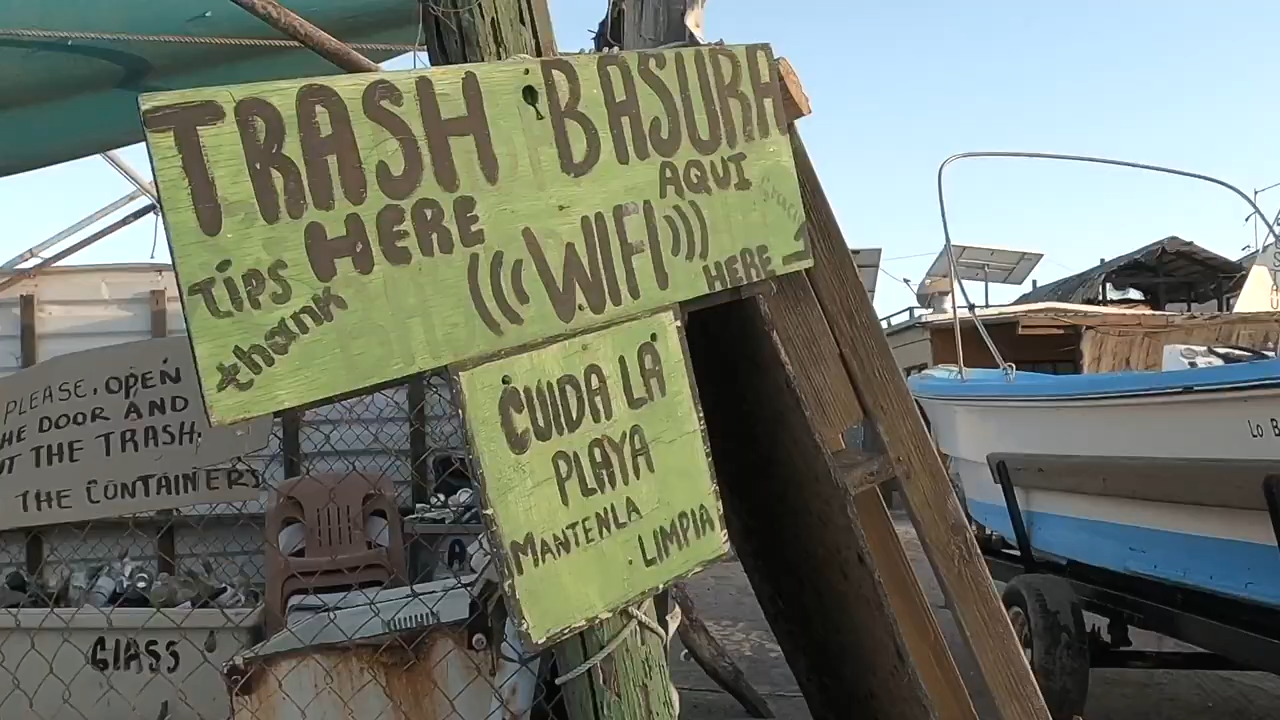 TRASH BASURA
HERE AQUI
TIPS (((WIFI)))
thank HERE
CUIDA LA
PLAYA
MANTENLA
LIMPIA
PLEASE, OPEN
DOOR AND
THE TRASH,
THE CONTAINERS
GLASS
A
Lo